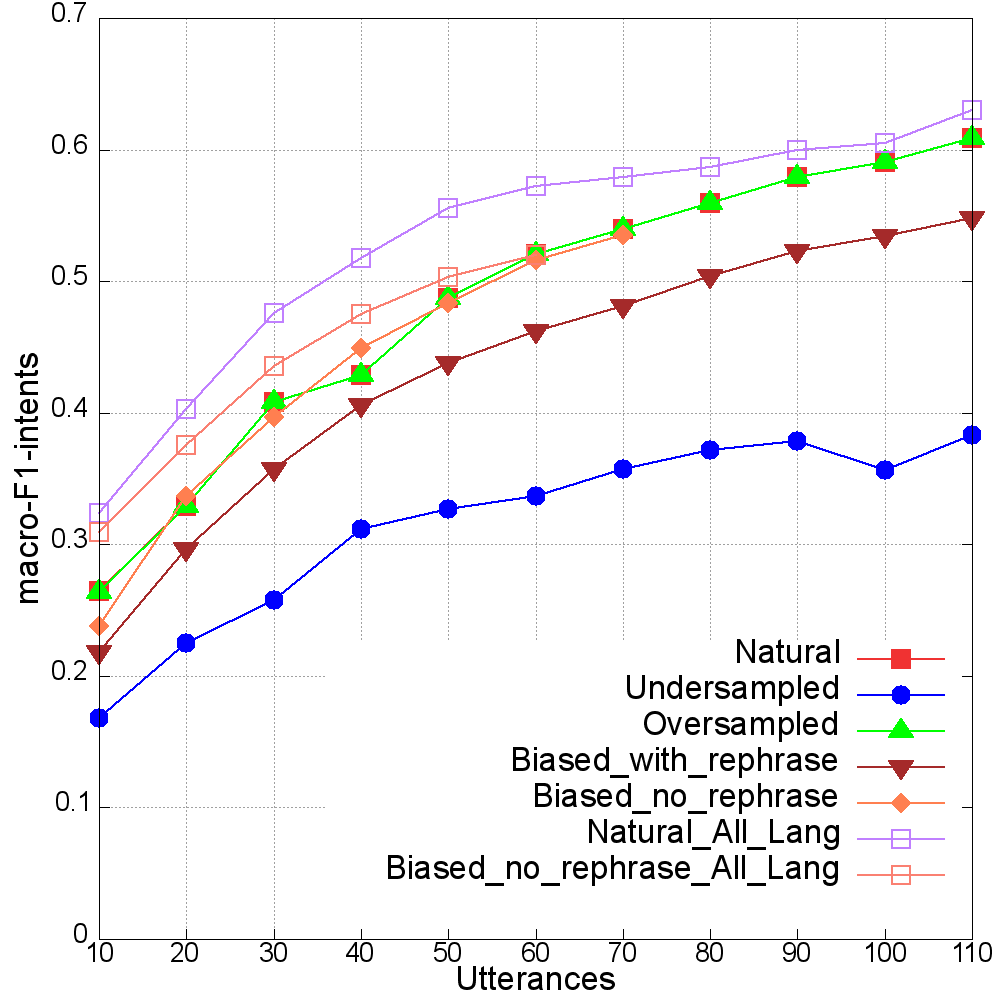 0.7
0.6
0.5
0.4
0.3
0.2
0.1
0
macro-F1-intents
Natural
Undersampled
Oversampled
Biased_with_rephrase
Biased_no_rephrase
Natural_All_Lang
Biased_no_rephrase_All_Lang
10 20 30 40 50 60 70 80 90 100 110
Utterances